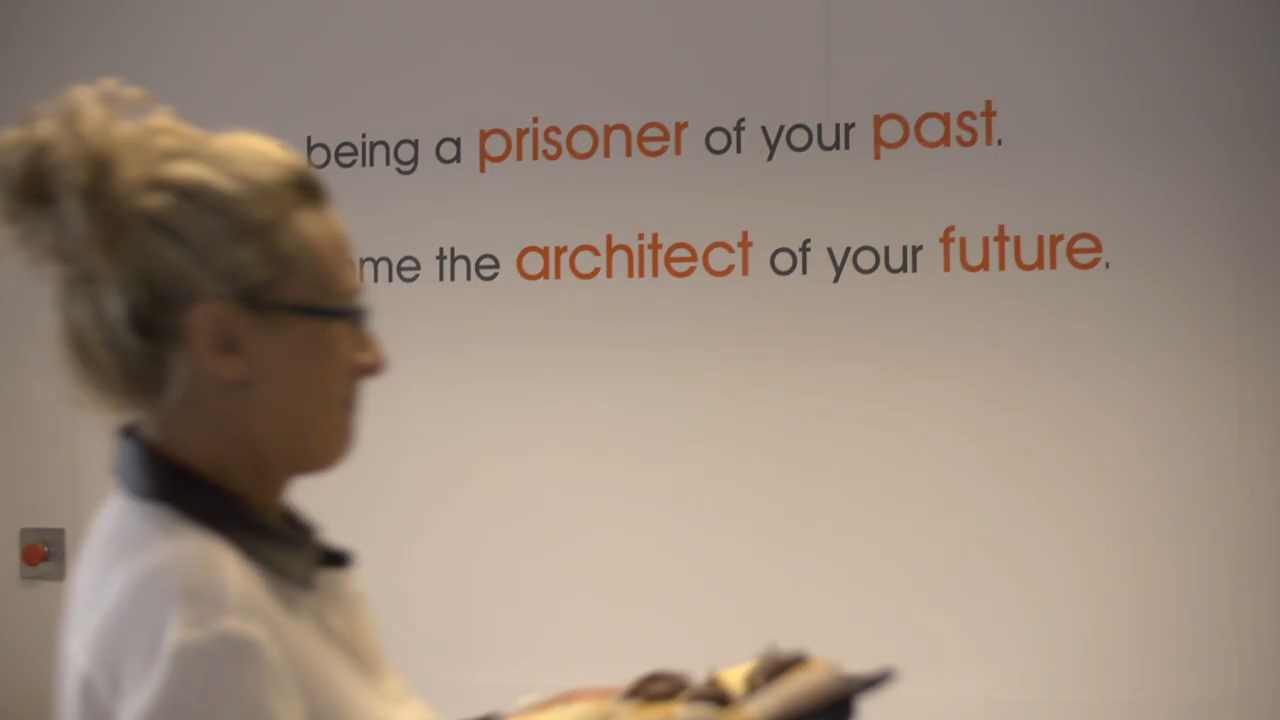 being a prisoner of your past.
me the architect of your future.